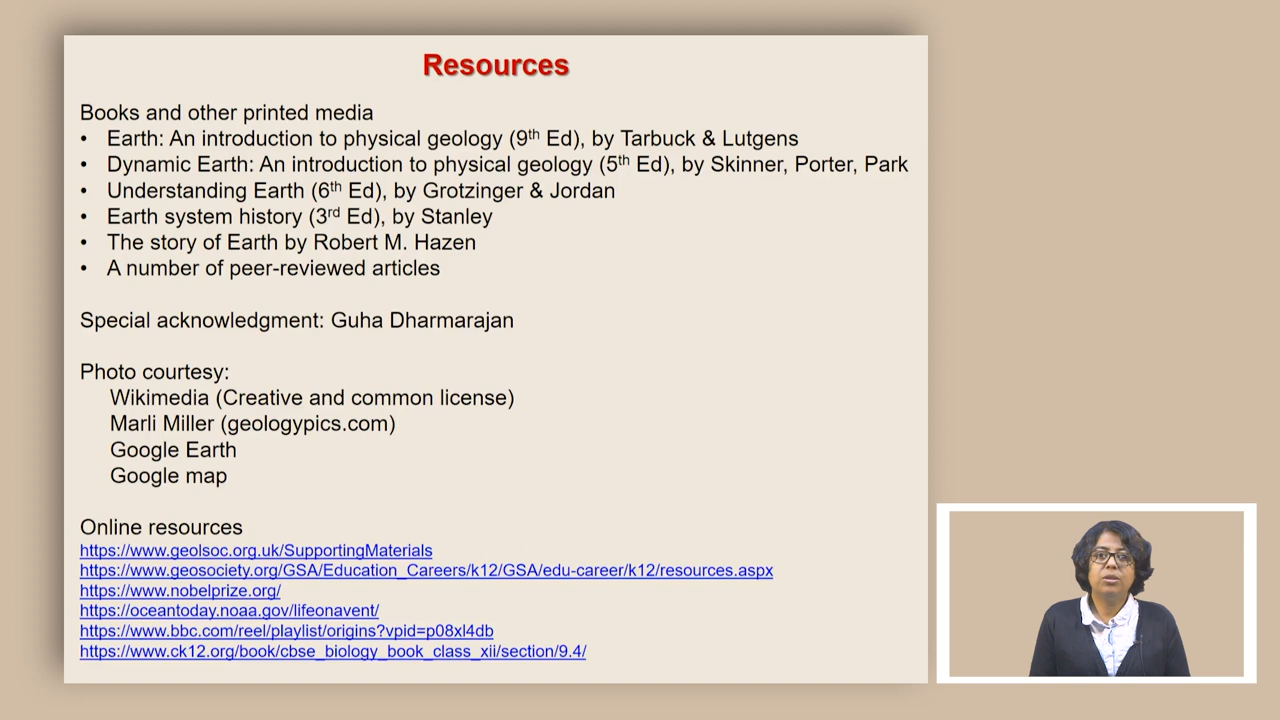 Resources
Books and other printed media
• Earth: An introduction to physical geology (9th Ed), by Tarbuck & Lutgens
• Dynamic Earth: An introduction to physical geology (5th Ed), by Skinner, Porter, Park
• Understanding Earth (6th Ed), by Grotzinger & Jordan
• Earth system history (3rd Ed), by Stanley
• The story of Earth by Robert M. Hazen
• A number of peer-reviewed articles
Special acknowledgment: Guha Dharmarajan
Photo courtesy:
Wikimedia (Creative and common license)
Marli Miller (geologypics.com)
Google Earth
Google map
Online resources
https://www.geolsoc.org.uk/SupportingMaterials
https://www.geosociety.org/GSA/Education_Careers/k12/GSA/edu-career/k12/resources.aspx
https://www.nobelprize.org/
https://oceantoday.noaa.gov/lifeonavent/
https://www.bbc.com/reel/playlist/origins?vpid=p08xl4db
https://www.ck12.org/book/cbse_biology_book_class_xii/section/9.4/